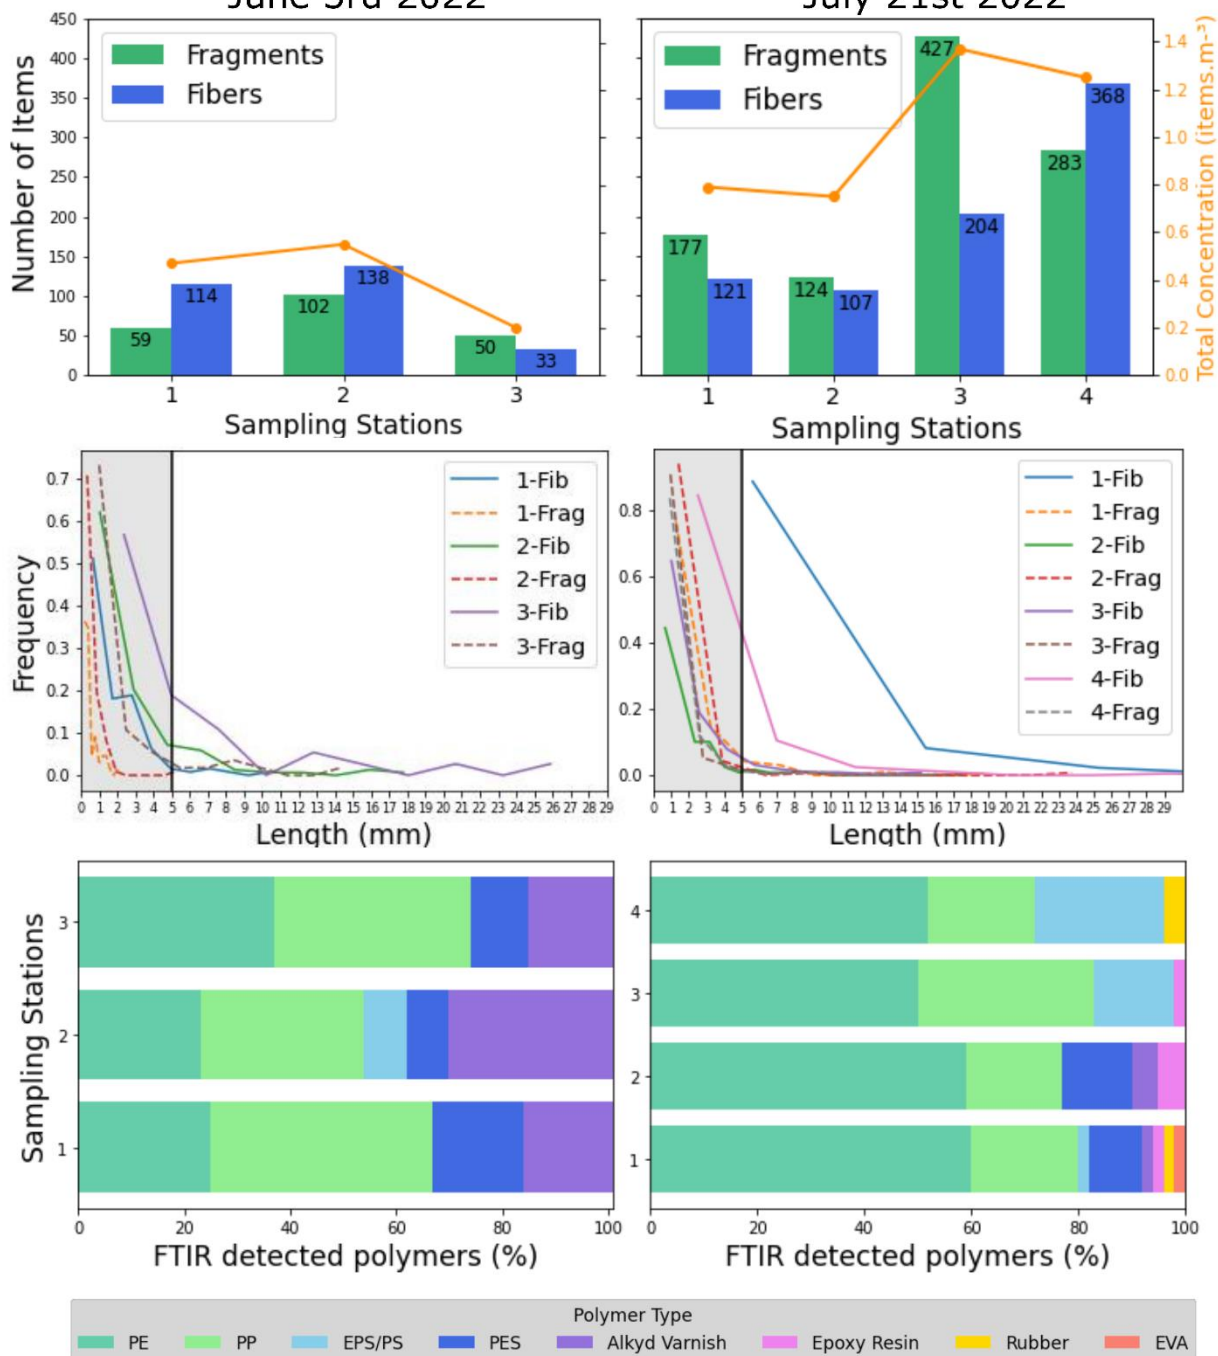 June 3rd 2022
July 21st 2022
450
400
350
300
250
200
150
100
50
0
Number of Items
Fragments
Fibers
59
114
102
138
50
33
1 2 3
Sampling Stations
Fragments
Fibers
177
121
124
107
427
204
283
368
1 2 3 4
Sampling Stations
1.4
1.2
1.0
0.8
0.6
0.4
0.2
0.0
Total Concentration (items.m-³)
0.7
0.6
0.5
0.4
0.3
0.2
0.1
0.0
Frequency
1-Fib
1-Frag
2-Fib
2-Frag
3-Fib
3-Frag
0 1 2 3 4 5 6 7 8 9 10 11 12 13 14 15 16 17 18 19 20 21 22 23 24 25 26 27 28 29
Length (mm)
0.8
0.6
0.4
0.2
0.0
1-Fib
1-Frag
2-Fib
2-Frag
3-Fib
3-Frag
4-Fib
4-Frag
0 1 2 3 4 5 6 7 8 9 10 11 12 13 14 15 16 17 18 19 20 21 22 23 24 25 26 27 28 29
Length (mm)
Sampling Stations
3
2
1
0 20 40 60 80 100
FTIR detected polymers (%)
4
3
2
1
0 20 40 60 80 100
FTIR detected polymers (%)
Polymer Type
PE PP EPS/PS PES Alkyd Varnish Epoxy Resin Rubber EVA